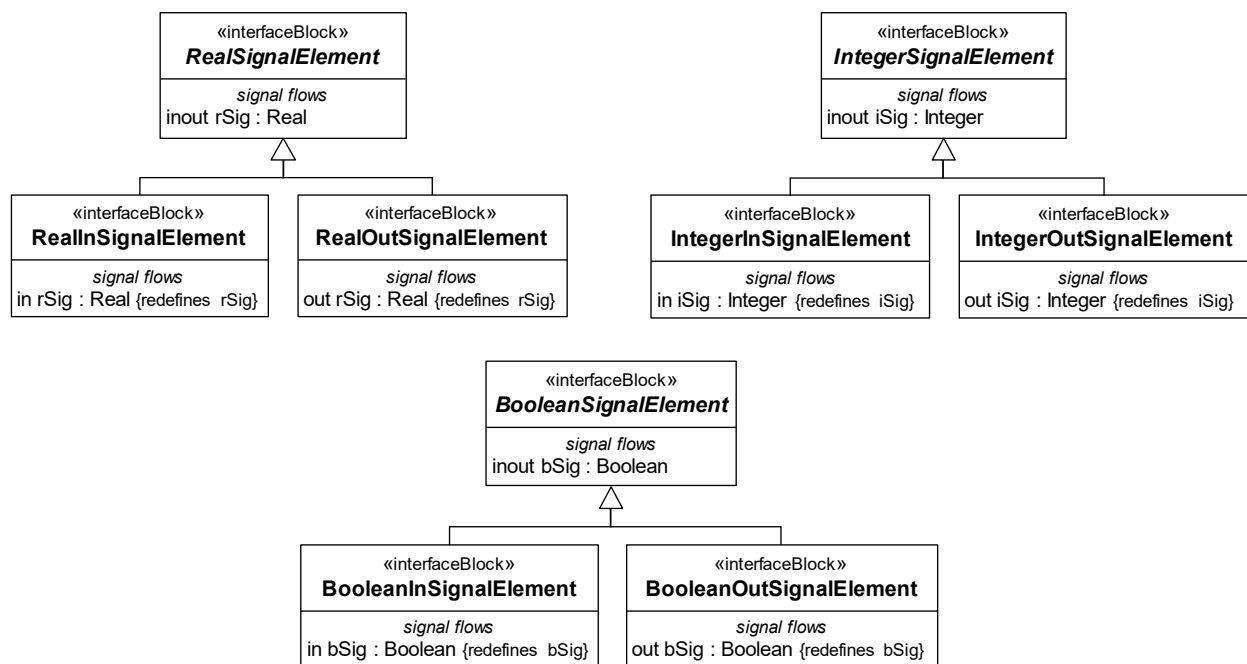 «interfaceBlock»
RealSignalElement
signal flows
inout rSig : Real
«interfaceBlock»
IntegerSignalElement
signal flows
inout iSig : Integer
«interfaceBlock»
RealInSignalElement
signal flows
in rSig : Real {redefines rSig}
«interfaceBlock»
RealOutSignalElement
signal flows
out rSig : Real {redefines rSig}
«interfaceBlock»
IntegerInSignalElement
signal flows
in iSig : Integer {redefines iSig}
«interfaceBlock»
IntegerOutSignalElement
signal flows
out iSig : Integer {redefines iSig}
«interfaceBlock»
BooleanSignalElement
signal flows
inout bSig : Boolean
«interfaceBlock»
BooleanInSignalElement
signal flows
in bSig : Boolean {redefines bSig}
«interfaceBlock»
BooleanOutSignalElement
signal flows
out bSig : Boolean {redefines bSig}